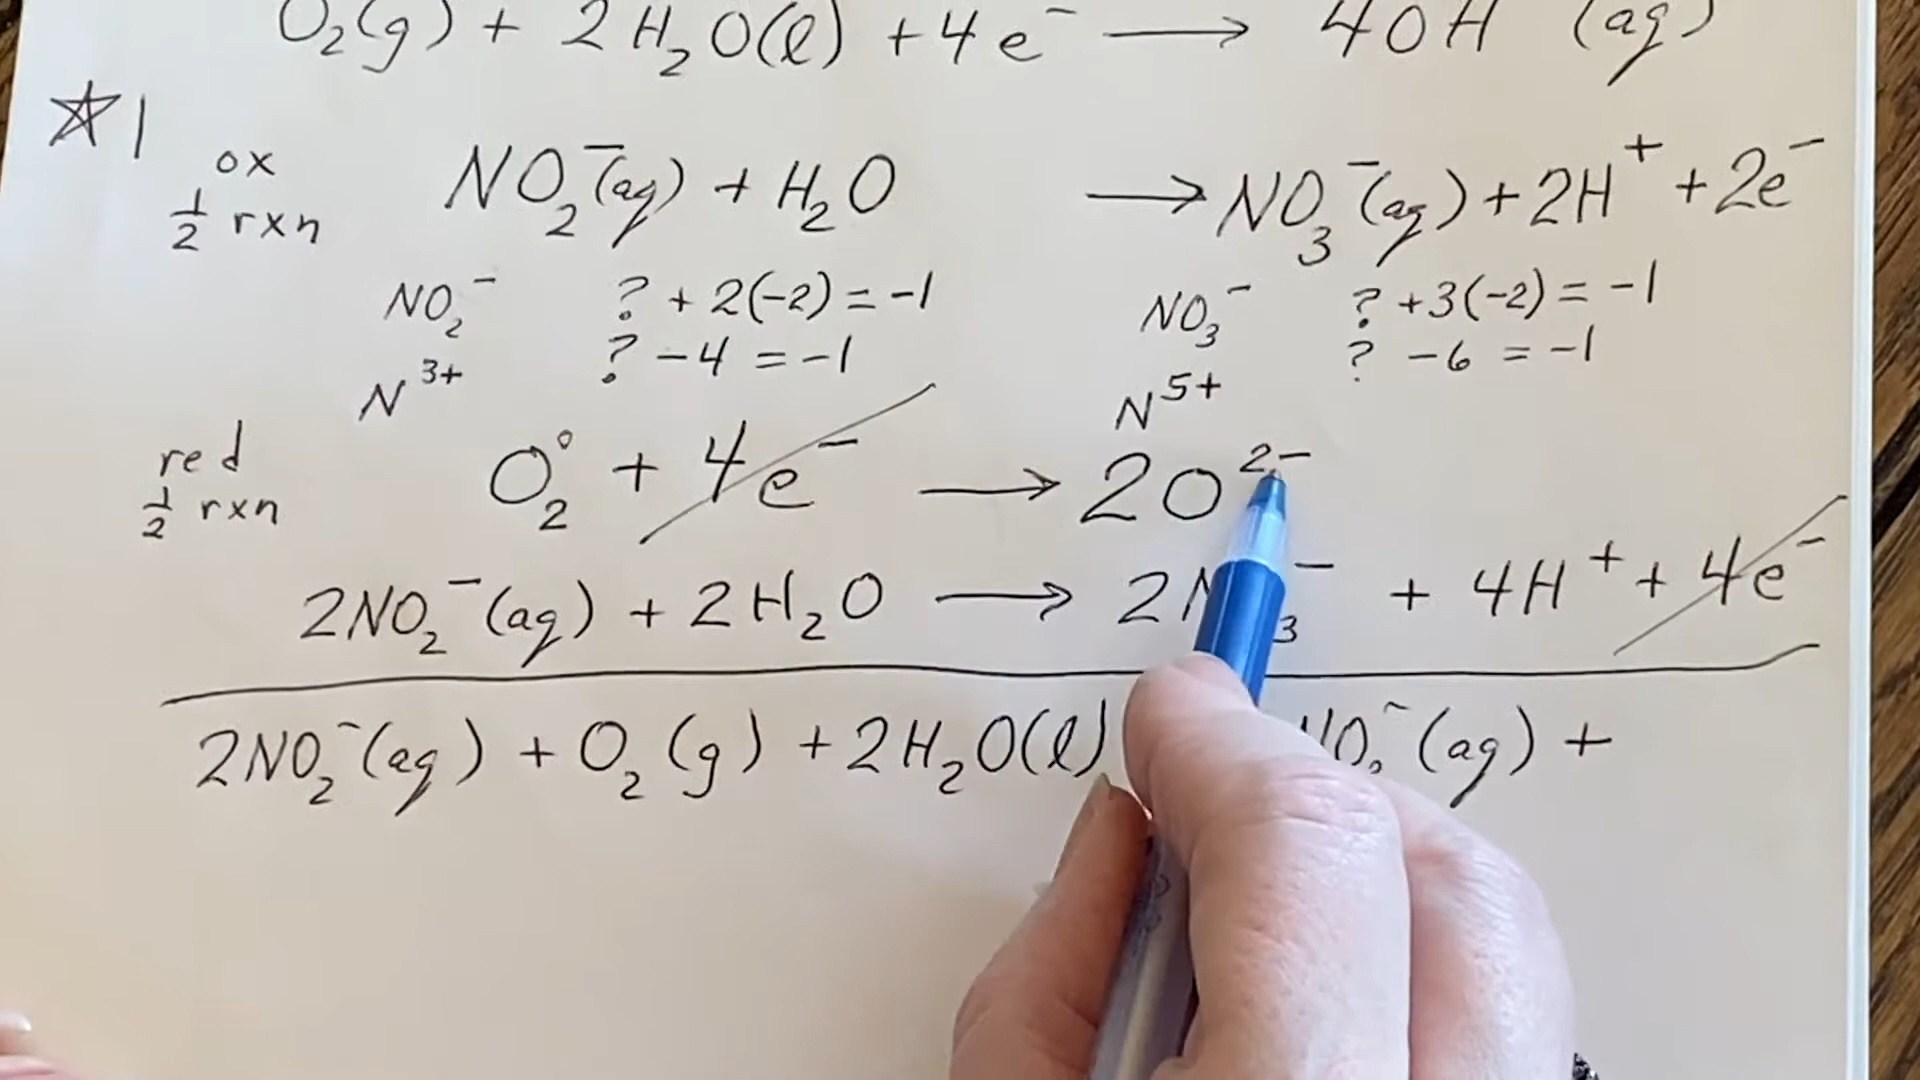 O₂(g) + 2H₂O(l) + 4e⁻ → 4OH (aq)
☆1
ox NO₂⁻(aq) + H₂O → NO₃⁻(aq) + 2H⁺ + 2e⁻
½ rxn
NO₂⁻ ? + 2(-2) = -1 NO₃⁻ ? + 3(-2) = -1
? - 4 = -1 ? - 6 = -1
N³⁺ N⁵⁺
red O₂⁰ + 4e⁻ → 2O²⁻
½ rxn
2NO₂⁻(aq) + 2H₂O → 2N ₃⁻ + 4H⁺ + 4e⁻
2NO₂⁻(aq) + O₂(g) + 2H₂O(l) (aq) +